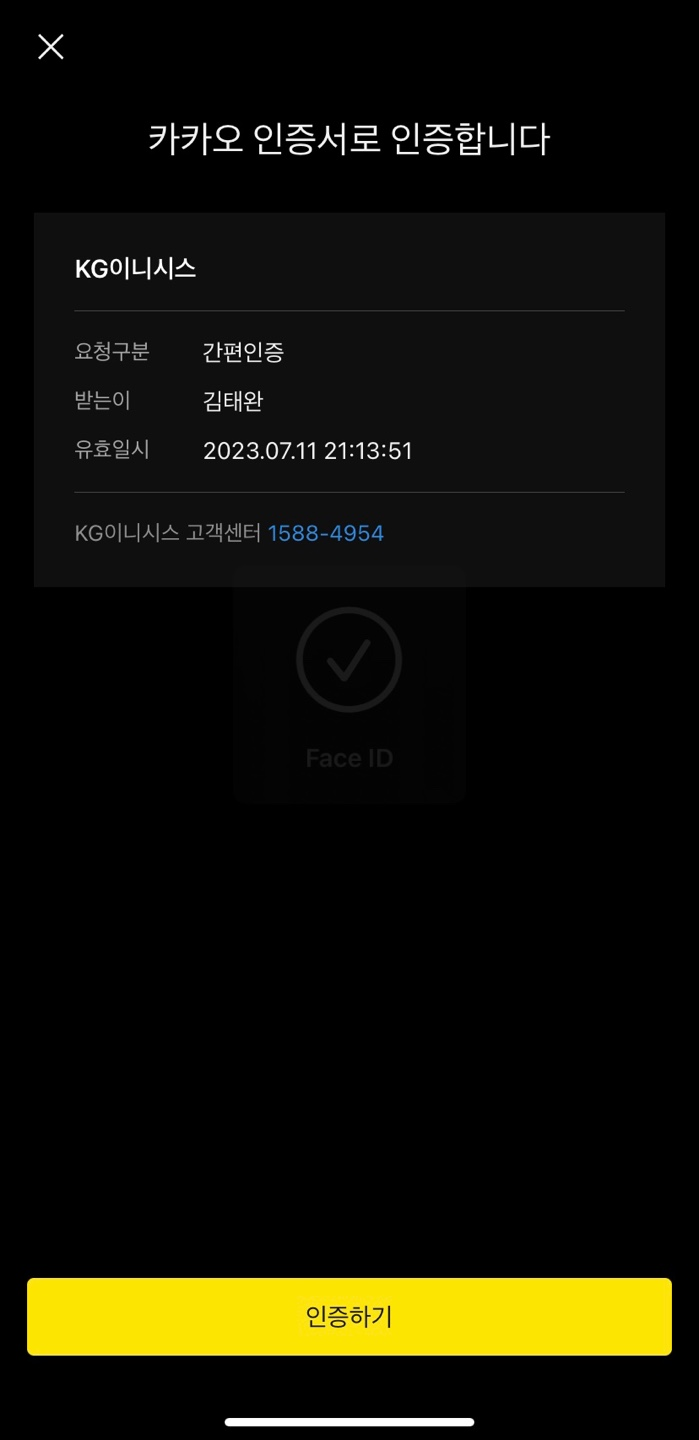 카카오 인증서로 인증합니다
KG이니시스
요청구분 간편인증
받는이 김태완
유효일시 2023.07.11 21:13:51
KG이니시스 고객센터 1588-4954
Face ID
인증하기